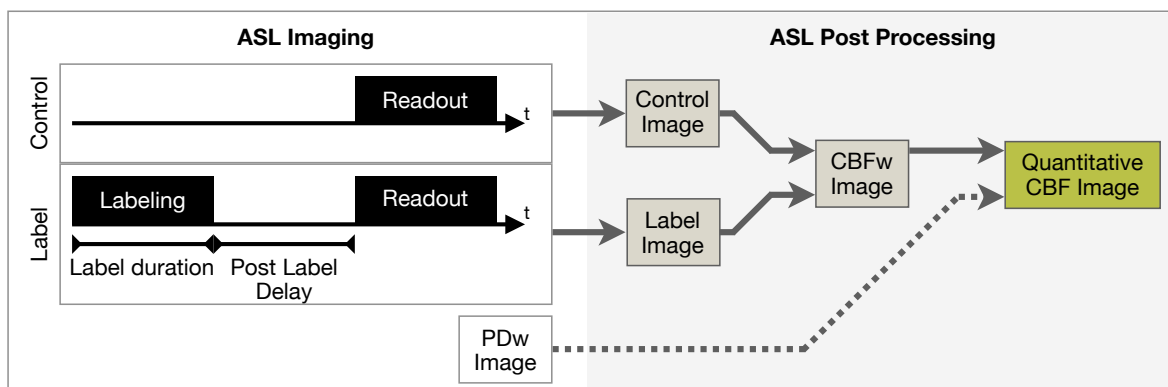 ASL Imaging
ASL Post Processing
Control
Readout
t
Label
Labeling
Readout
t
Label duration
Post Label
Delay
PDw
Image
Control
Image
Label
Image
CBFw
Image
Quantitative
CBF Image